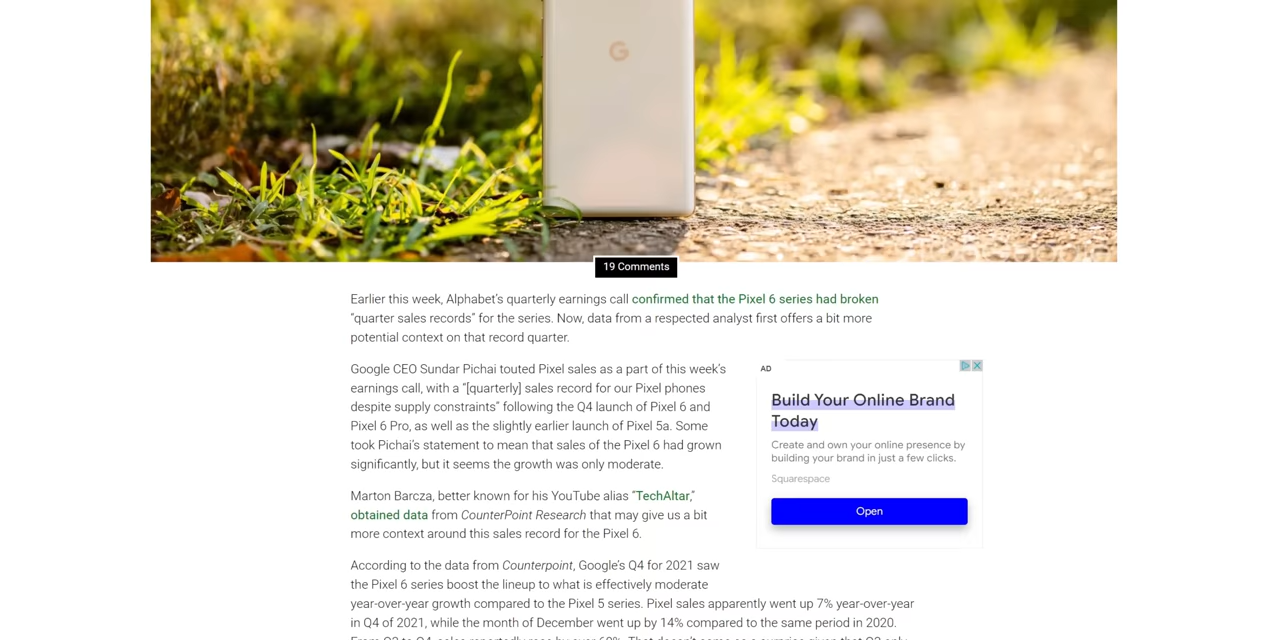 G
19 Comments
Earlier this week, Alphabet’s quarterly earnings call confirmed that the Pixel 6 series had broken
“quarter sales records” for the series. Now, data from a respected analyst first offers a bit more
potential context on that record quarter.
Google CEO Sundar Pichai touted Pixel sales as a part of this week’s
earnings call, with a “[quarterly] sales record for our Pixel phones
despite supply constraints” following the Q4 launch of Pixel 6 and
Pixel 6 Pro, as well as the slightly earlier launch of Pixel 5a. Some
took Pichai’s statement to mean that sales of the Pixel 6 had grown
significantly, but it seems the growth was only moderate.
AD
Build Your Online Brand
Today
Create and own your online presence by
building your brand in just a few clicks.
Squarespace
Open
Marton Barcza, better known for his YouTube alias “TechAltar,”
obtained data from CounterPoint Research that may give us a bit
more context around this sales record for the Pixel 6.
According to the data from Counterpoint, Google’s Q4 for 2021 saw
the Pixel 6 series boost the lineup to what is effectively moderate
year-over-year growth compared to the Pixel 5 series. Pixel sales apparently went up 7% year-over-year
in Q4 of 2021, while the month of December went up by 14% compared to the same period in 2020.